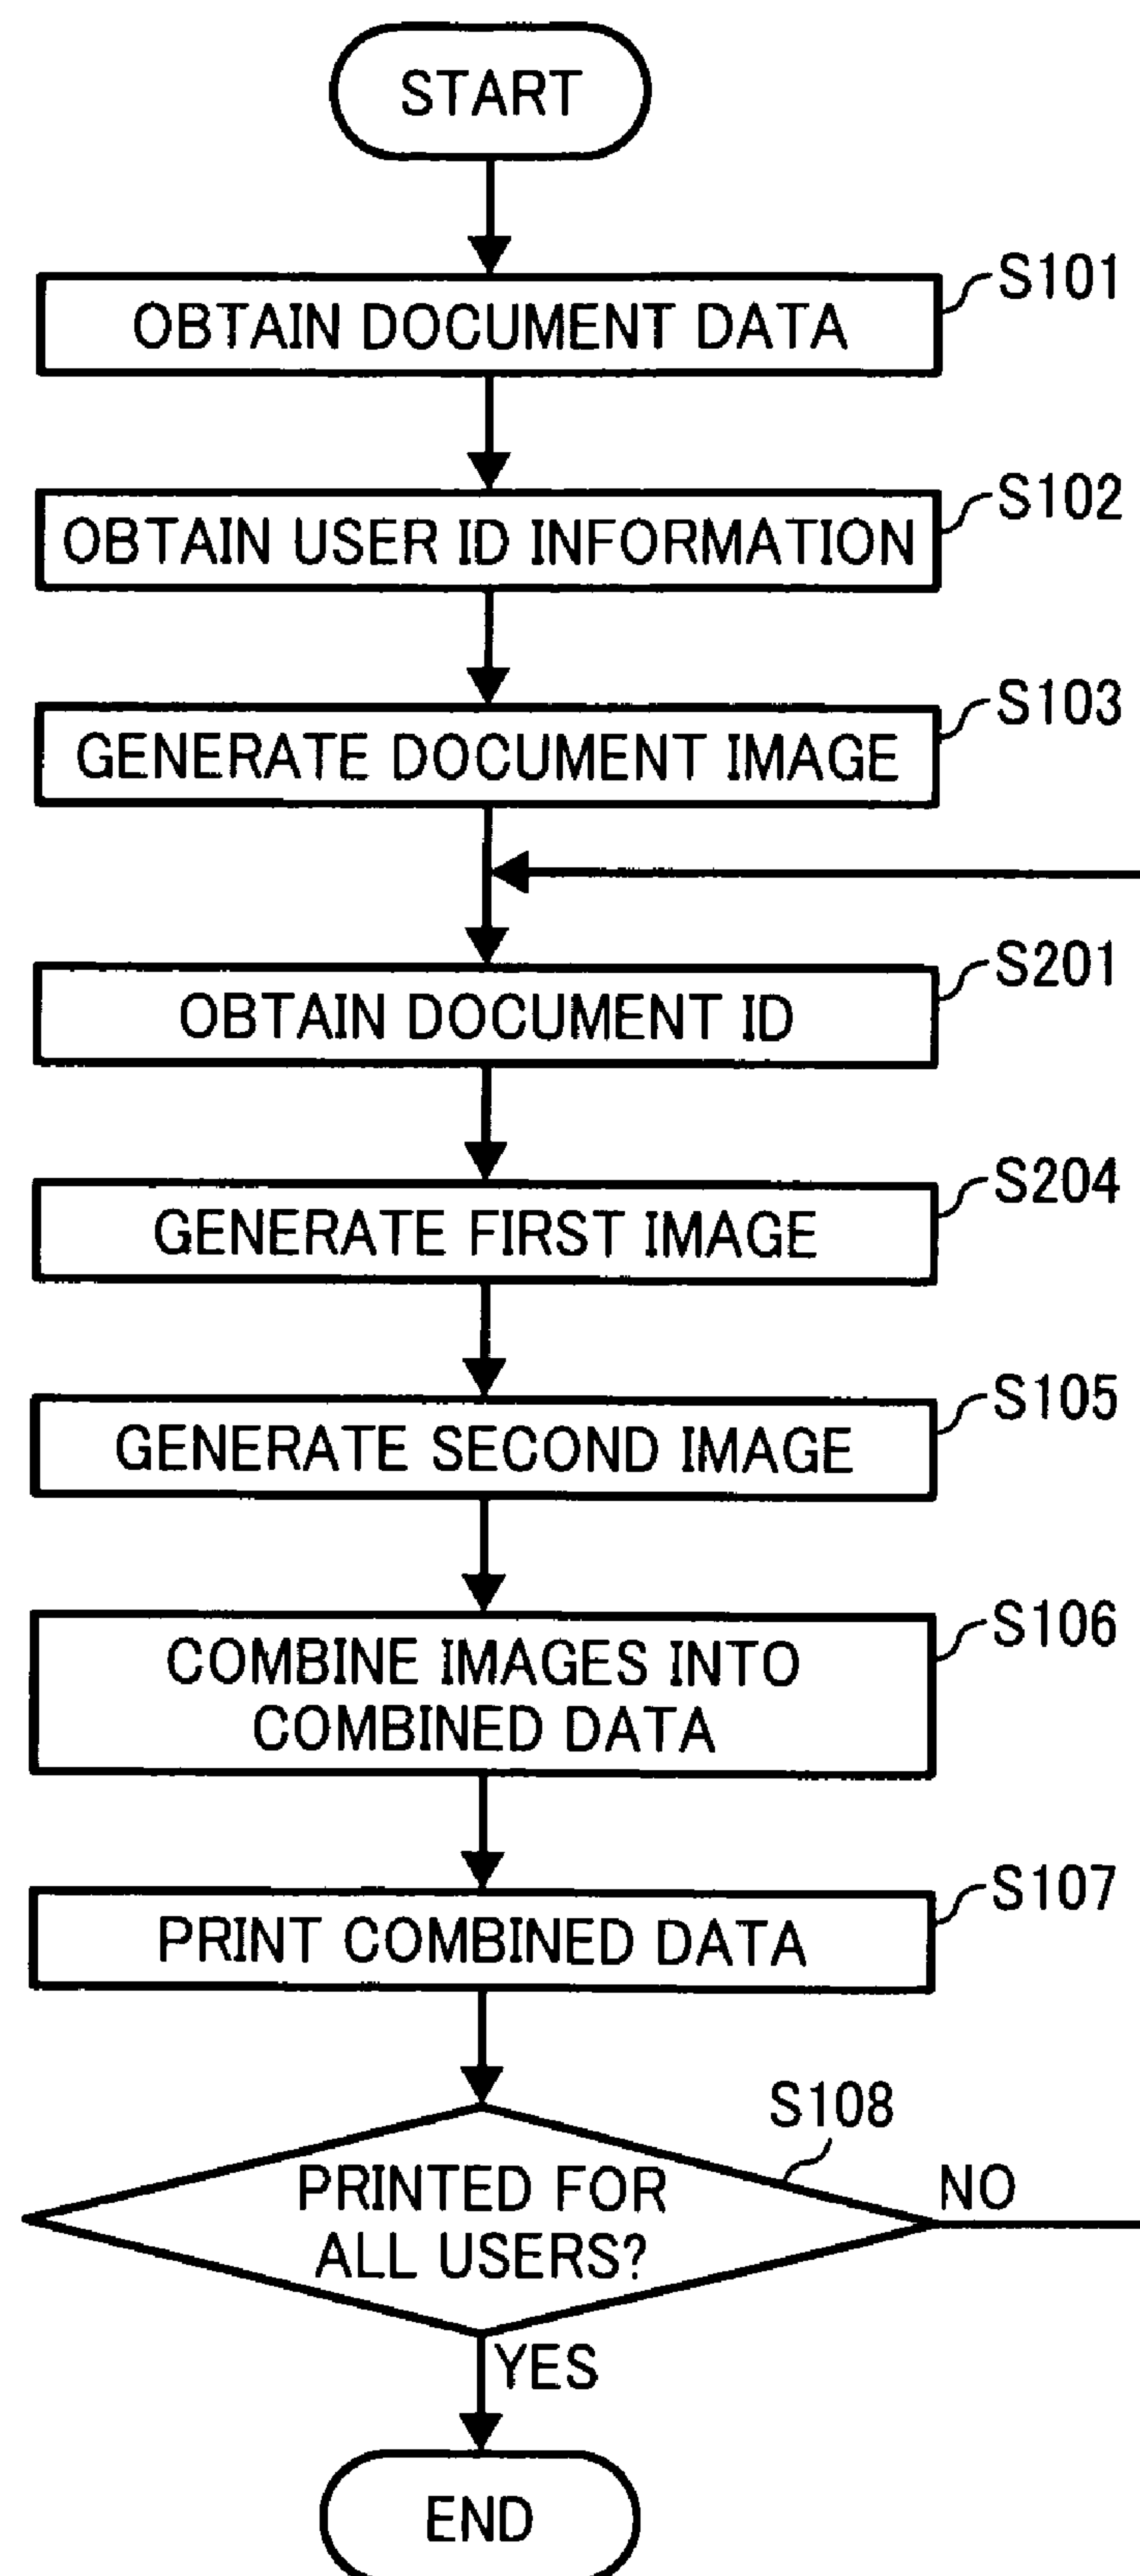 START
S101
OBTAIN DOCUMENT DATA
S102
OBTAIN USER ID INFORMATION
S103
GENERATE DOCUMENT IMAGE
S201
OBTAIN DOCUMENT ID
S204
GENERATE FIRST IMAGE
S105
GENERATE SECOND IMAGE
S106
COMBINE IMAGES INTO
COMBINED DATA
S107
PRINT COMBINED DATA
S108
PRINTED FOR
ALL USERS?
NO
YES
END